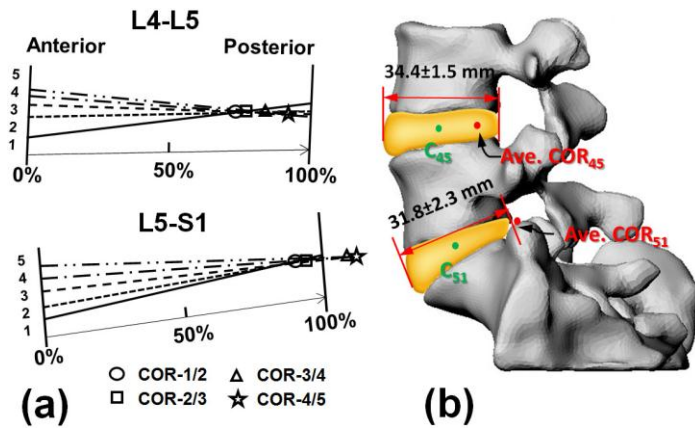 L4-L5
Anterior
Posterior
5
4
3
2
1
0%
50%
100%
L5-S1
5
4
3
2
1
0%
50%
100%
COR-1/2
COR-3/4
COR-2/3
COR-4/5
(a)
(b)
34.4±1.5 mm
C45
Ave. COR45
31.8±2.3 mm
C51
Ave. COR51